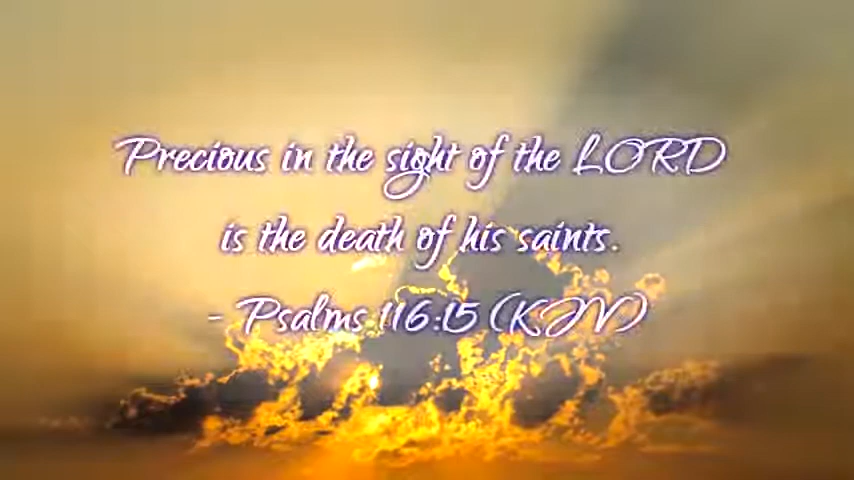 Precious in the sight of the LORD
is the death of his saints.
- Psalms 116:15 (KJV)